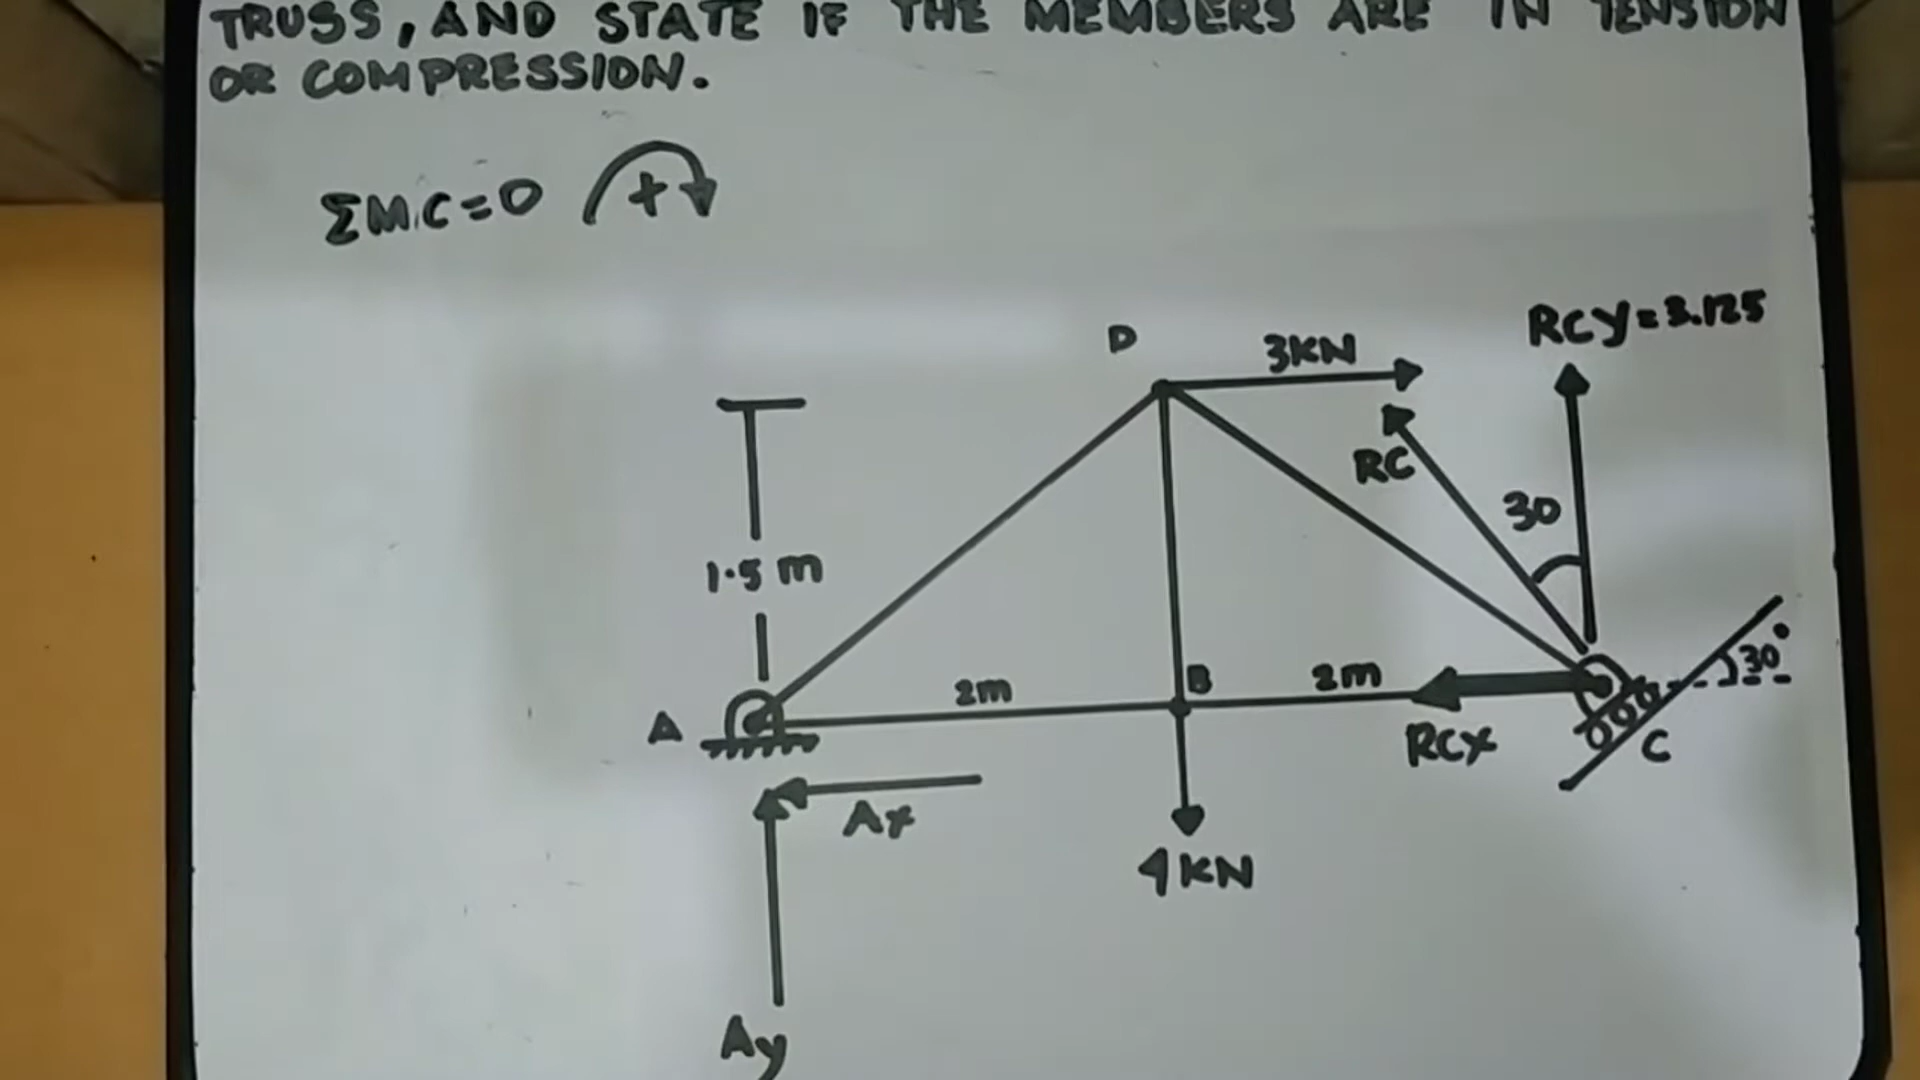 TRUSS, AND STATE IF THE MEMBERS ARE IN TENSION
OR COMPRESSION.
ΣMC=0 +
RCY=3.125
D
3KN
RC
30
1.5 m
30°
B
2m
2m
A
RCX
C
Ax
4KN
Ay